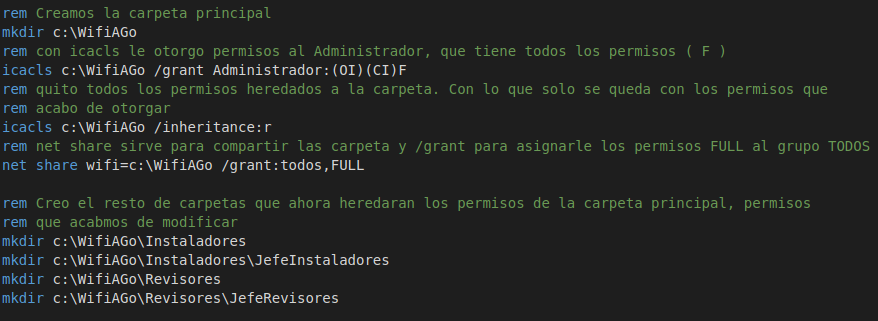 rem Creamos la carpeta principal
mkdir c:\WifiAGo
rem con icacls le otorgo permisos al Administrador, que tiene todos los permisos ( F )
icacls c:\WifiAGo /grant Administrador:(OI)(CI)F
rem quito todos los permisos heredados a la carpeta. Con lo que solo se queda con los permisos que
rem acabo de otorgar
icacls c:\WifiAGo /inheritance:r
rem net share sirve para compartir las carpeta y /grant para asignarle los permisos FULL al grupo TODOS
net share wifi=c:\WifiAGo /grant:todos,FULL

rem Creo el resto de carpetas que ahora heredaran los permisos de la carpeta principal, permisos
rem que acabmos de modificar
mkdir c:\WifiAGo\Instaladores
mkdir c:\WifiAGo\Instaladores\JefeInstaladores
mkdir c:\WifiAGo\Revisores
mkdir c:\WifiAGo\Revisores\JefeRevisores